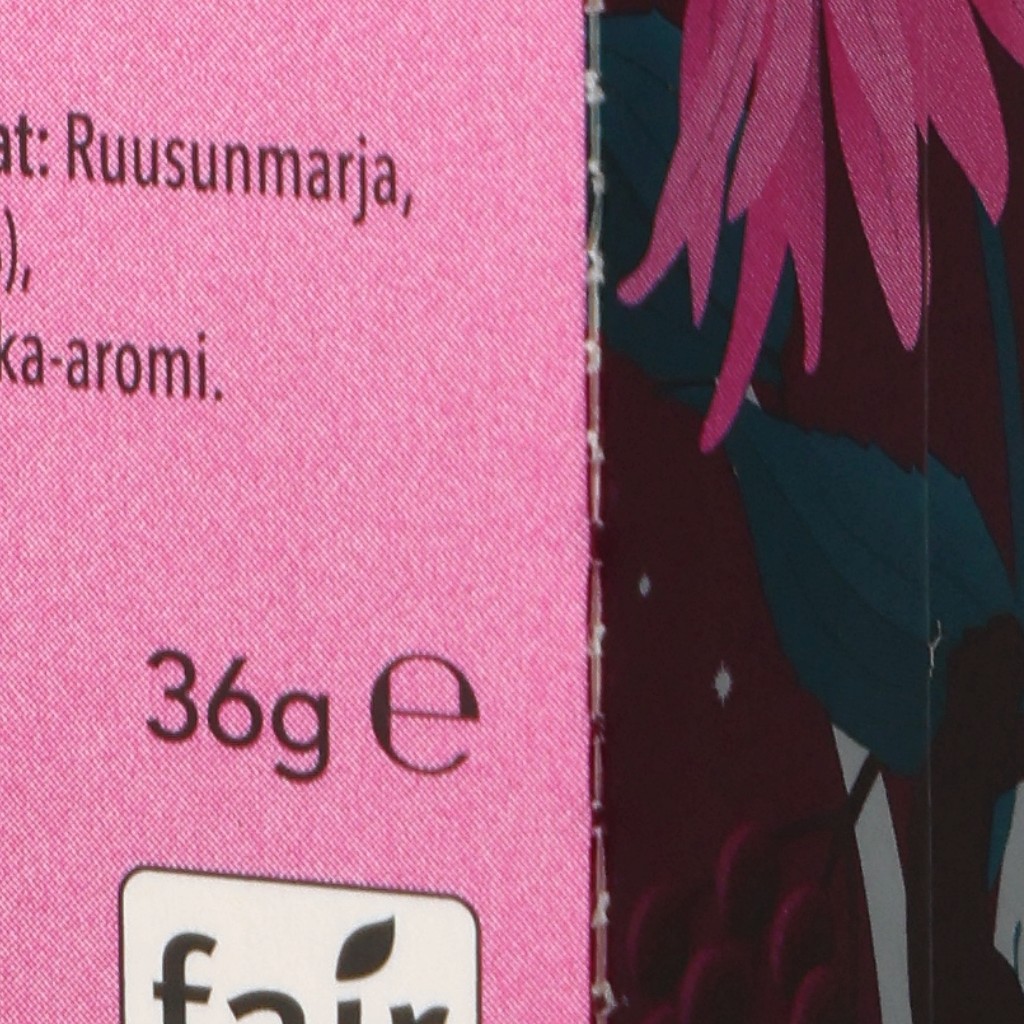 at: Ruusunmarja,
),
ka-aromi.
36g ℮
fair